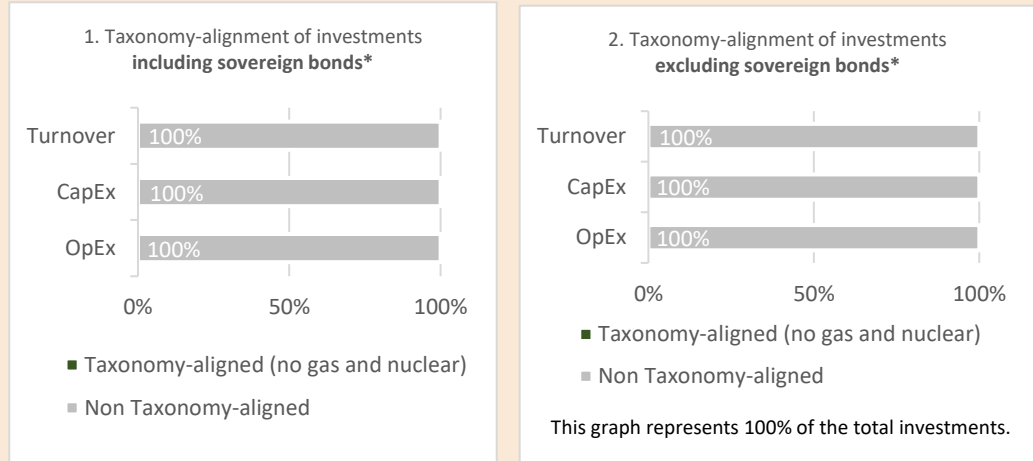 1. Taxonomy-alignment of investments
including sovereign bonds*
Turnover 100%
CapEx 100%
OpEx 100%
0% 50% 100%
Taxonomy-aligned (no gas and nuclear)
Non Taxonomy-aligned
2. Taxonomy-alignment of investments
excluding sovereign bonds*
Turnover 100%
CapEx 100%
OpEx 100%
0% 50% 100%
Taxonomy-aligned (no gas and nuclear)
Non Taxonomy-aligned
This graph represents 100% of the total investments.